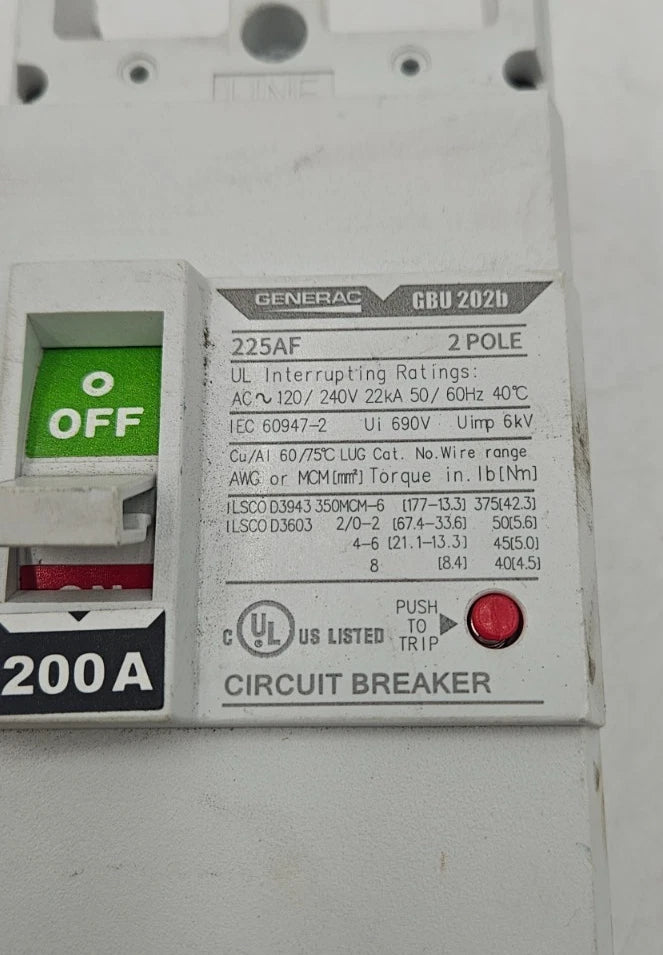 LINE
GENERAC GBU 202b
225AF 2 POLE
UL Interrupting Ratings:
AC~120/240V 22kA 50/60Hz 40℃
IEC 60947-2 Ui 690V Uimp 6kV
Cu/Al 60/75℃ LUG Cat. No. Wire range
AWG or MCM[mm²] Torque in. lb[Nm]
ILSCO D3943 350MCM-6 [177-13.3] 375[42.3]
ILSCO D3603 2/0-2 [67.4-33.6] 50[5.6]
4-6 [21.1-13.3] 45[5.0]
8 [8.4] 40[4.5]
O
OFF
ON
200A
C UL US LISTED
PUSH
TO
TRIP
CIRCUIT BREAKER